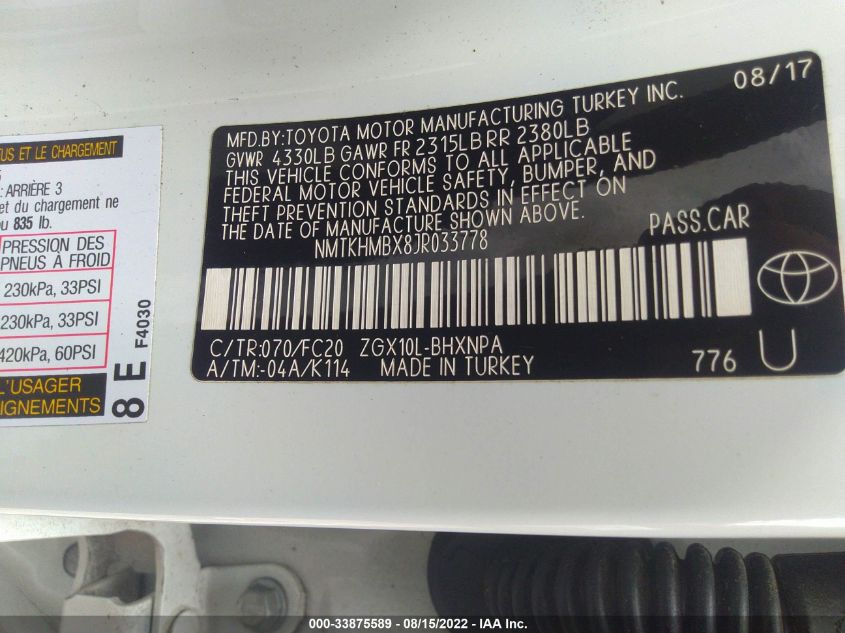 TUS ET LE CHARGEMENT
ARRIÈRE 3
et du chargement ne
835 lb.
PRESSION DES
PNEUS À FROID
230kPa, 33PSI
230kPa, 33PSI
420kPa, 60PSI
L'USAGER
IGNEMENTS
8 E F4030
08/17
MFD.BY:TOYOTA MOTOR MANUFACTURING TURKEY INC.
GVWR 4330LB GAWR FR 2315LB RR 2380LB
THIS VEHICLE CONFORMS TO ALL APPLICABLE
FEDERAL MOTOR VEHICLE SAFETY, BUMPER, AND
THEFT PREVENTION STANDARDS IN EFFECT ON
THE DATE OF MANUFACTURE SHOWN ABOVE.
NMTKHMBX8JR033778 PASS.CAR
C/TR:070/FC20 ZGX10L-BHXNPA
A/TM:-04A/K114 MADE IN TURKEY 776 U
000-33875589 - 08/15/2022 - IAA Inc.